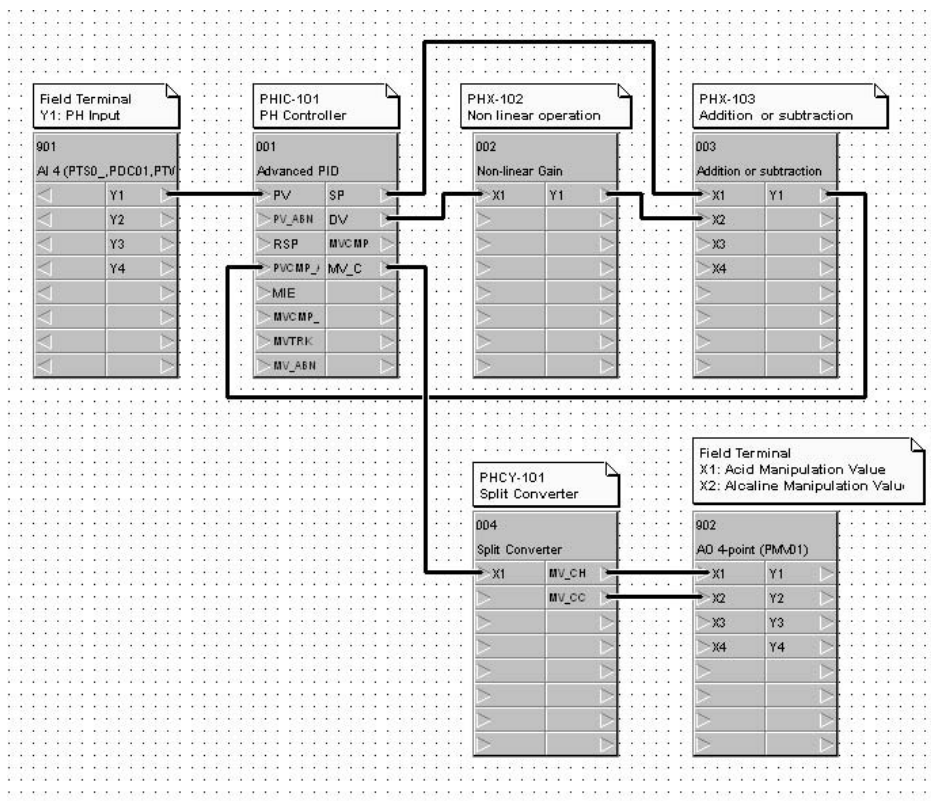 Field Terminal
Y1: PH Input
901
AI 4 (PTS0_,PDC01,PTW
Y1
Y2
Y3
Y4
PHIC-101
PH Controller
001
Advanced PID
PV SP
PV_ABN DV
RSP MVCMP
PVCMP_/ MV_C
MIE
MVCMP_
MVTRK
MV_ABN
PHX-102
Non linear operation
002
Non-linear Gain
X1 Y1
PHX-103
Addition or subtraction
003
Addition or subtraction
X1 Y1
X2
X3
X4
PHCY-101
Split Converter
004
Split Converter
X1 MV_CH
MV_CC
Field Terminal
X1: Acid Manipulation Value
X2: Alcaline Manipulation Valu
902
AO 4-point (PMV01)
X1 Y1
X2 Y2
X3 Y3
X4 Y4